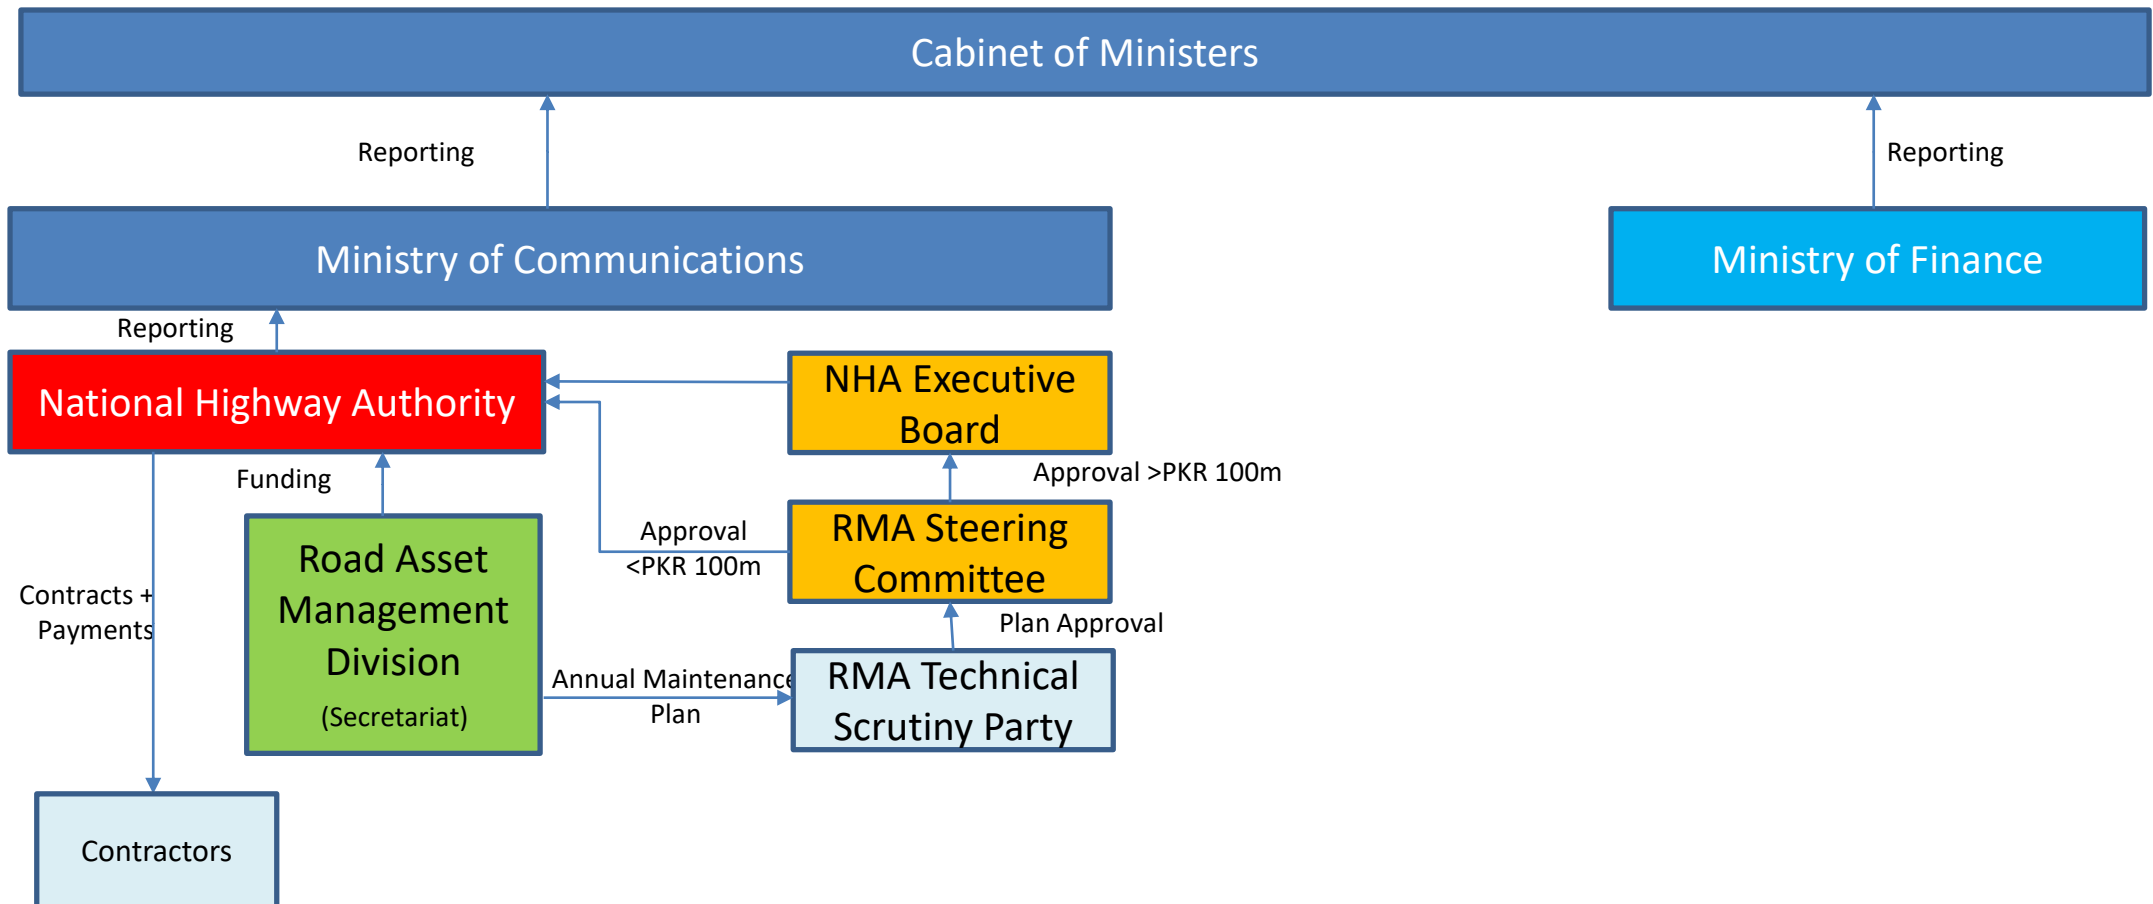 Cabinet of Ministers
Reporting
Reporting
Ministry of Communications
Ministry of Finance
Reporting
National Highway Authority
NHA Executive
Board
Funding
Approval >PKR 100m
Road Asset
Management
Division
(Secretariat)
Approval
<PKR 100m
RMA Steering
Committee
Contracts +
Payments
Plan Approval
Annual Maintenance
Plan
RMA Technical
Scrutiny Party
Contractors